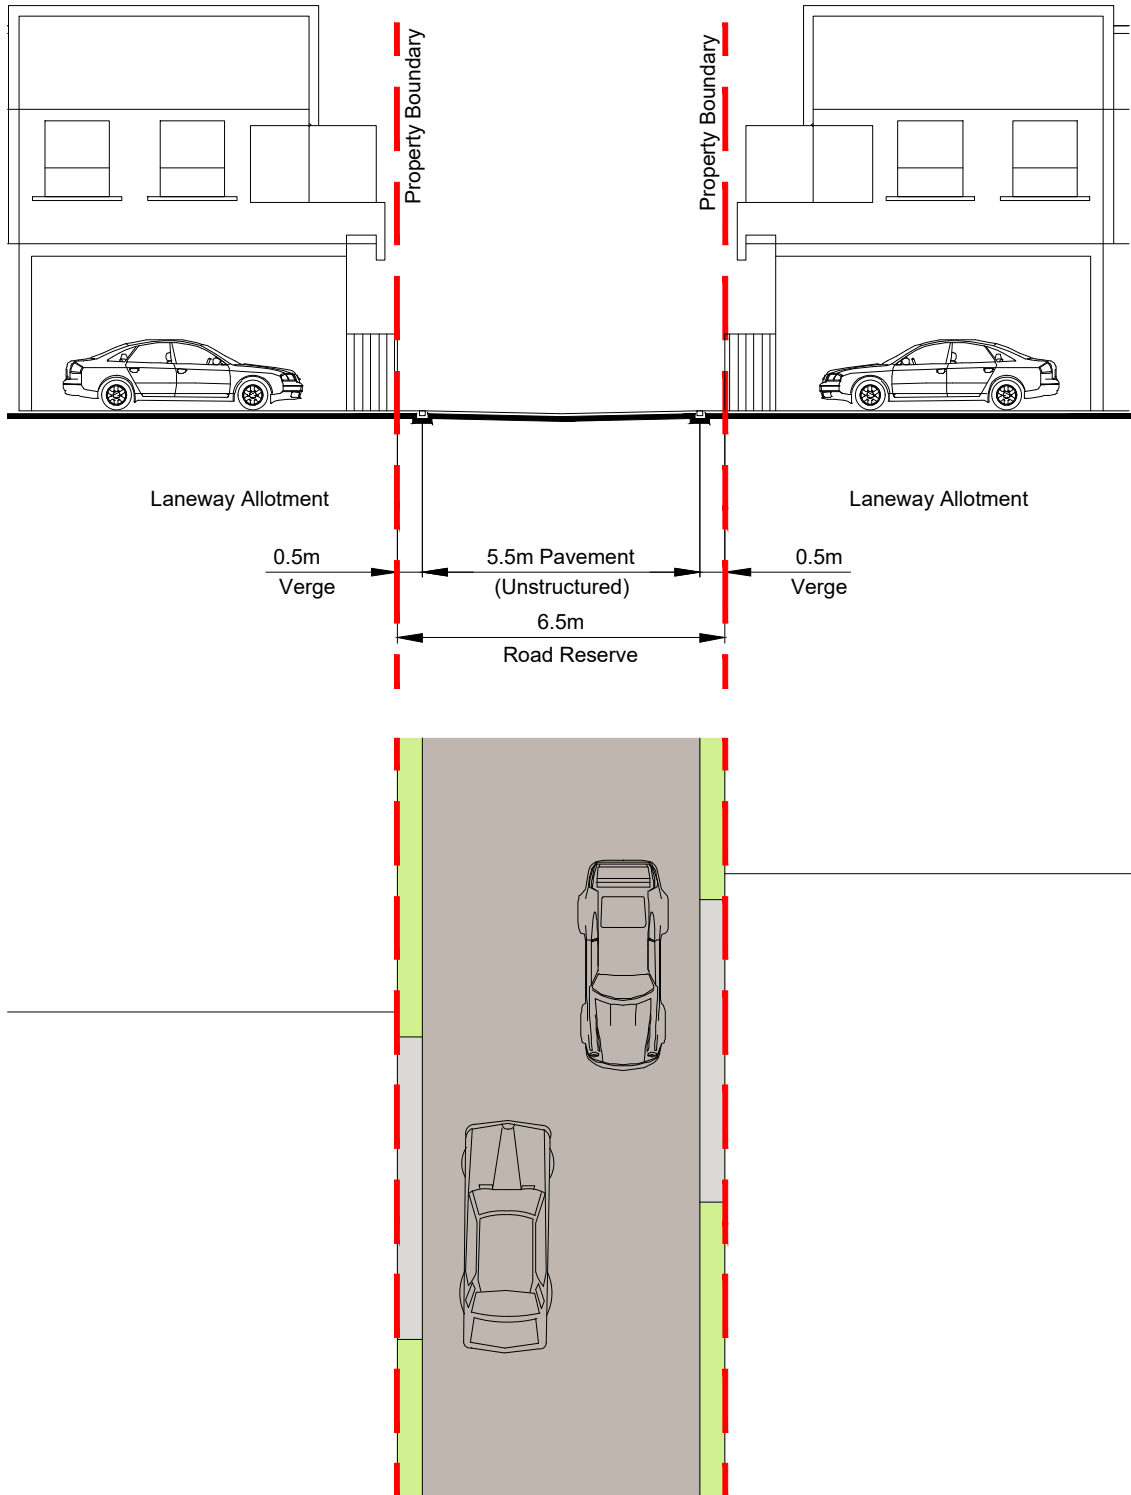 Property Boundary
Property Boundary
Laneway Allotment
Laneway Allotment
0.5m
Verge
5.5m Pavement
(Unstructured)
0.5m
Verge
6.5m
Road Reserve